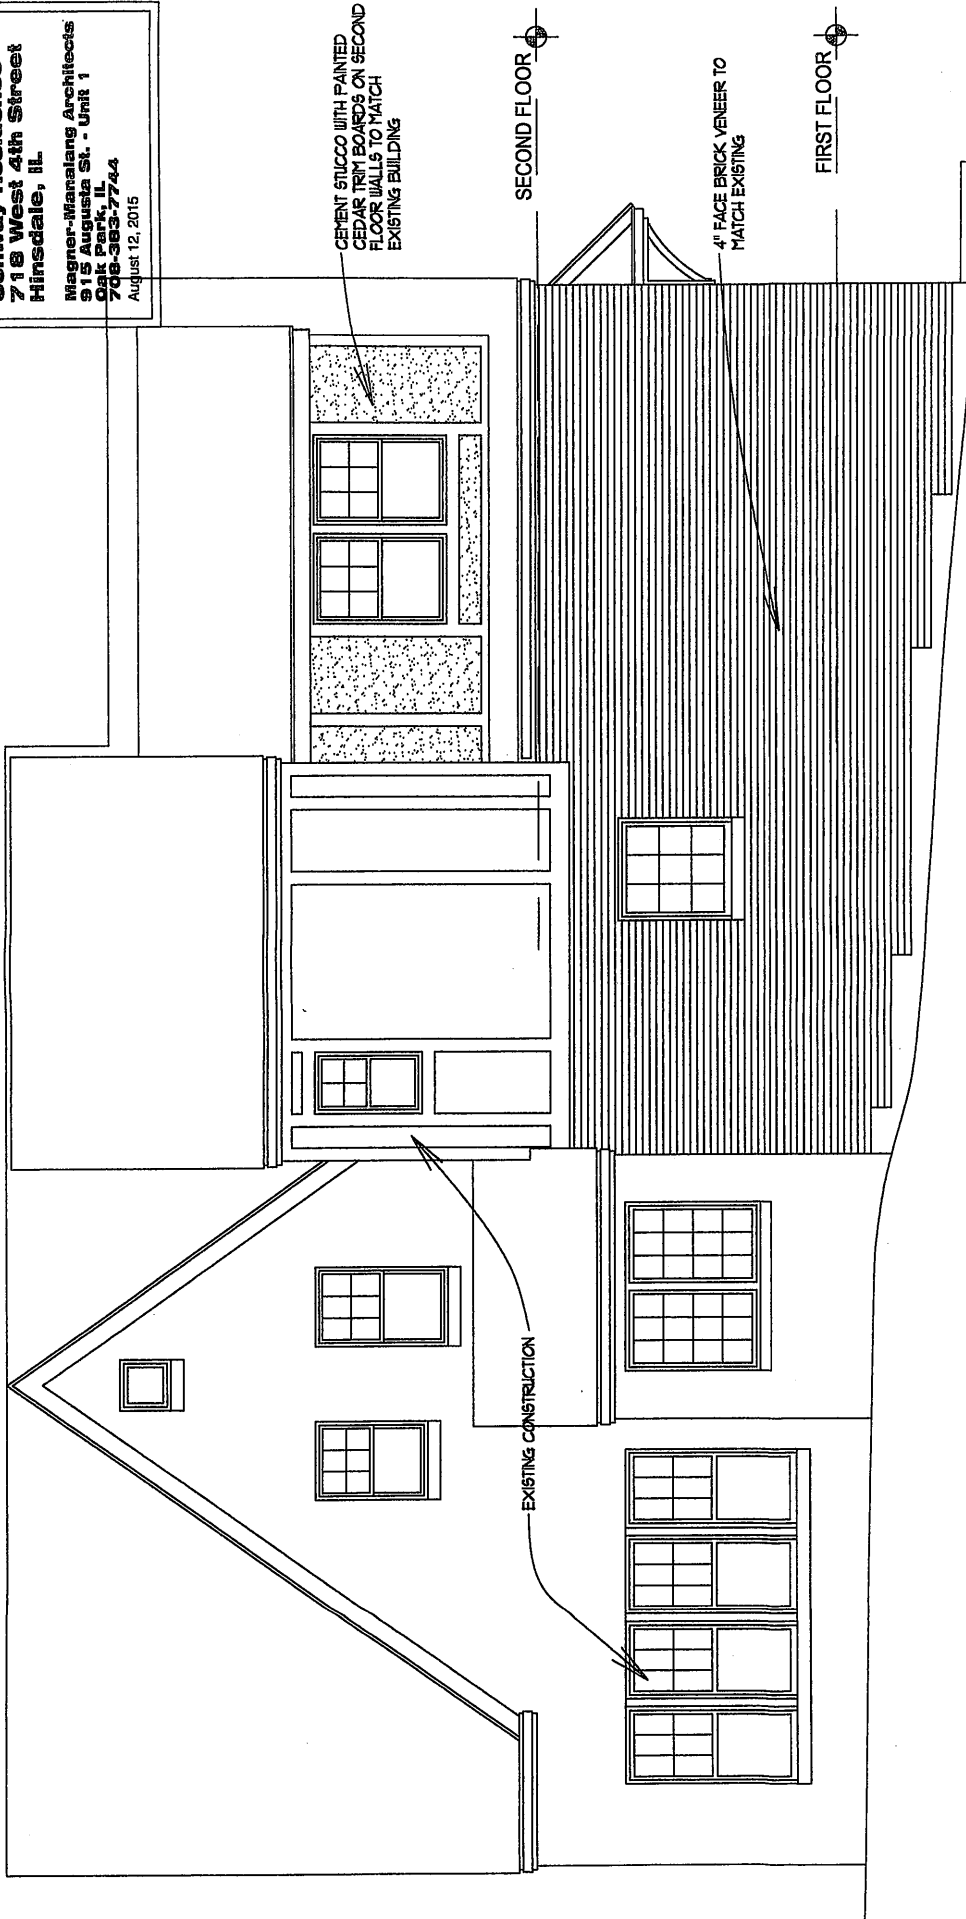 718 West 4th Street
Hinsdale, IL
Magner-Manalang Architects
915 Augusta St. - Unit 1
Oak Park, IL
708-383-7744
August 12, 2015
CEMENT STUCCO WITH PAINTED
CEDAR TRIM BOARDS ON SECOND
FLOOR WALLS TO MATCH
EXISTING BUILDING
SECOND FLOOR
4" FACE BRICK VENEER TO
MATCH EXISTING
FIRST FLOOR
EXISTING CONSTRUCTION